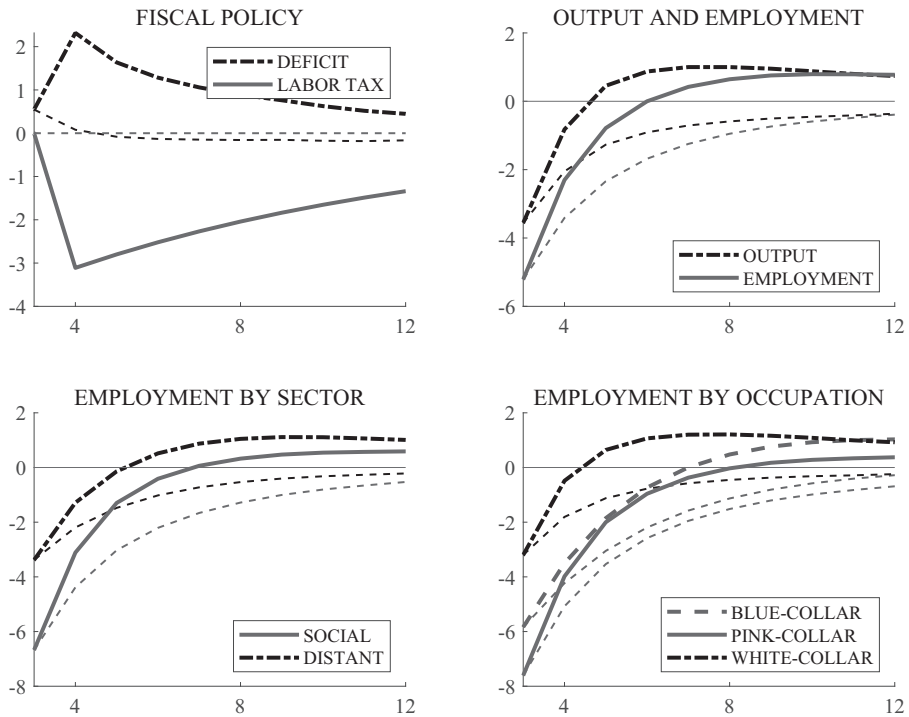 FISCAL POLICY
2
1
0
-1
-2
-3
-4
4
8
12
DEFICIT
LABOR TAX
OUTPUT AND EMPLOYMENT
2
0
-2
-4
-6
4
8
12
OUTPUT
EMPLOYMENT
EMPLOYMENT BY SECTOR
2
0
-2
-4
-6
-8
4
8
12
SOCIAL
DISTANT
EMPLOYMENT BY OCCUPATION
2
0
-2
-4
-6
-8
4
8
12
BLUE-COLLAR
PINK-COLLAR
WHITE-COLLAR